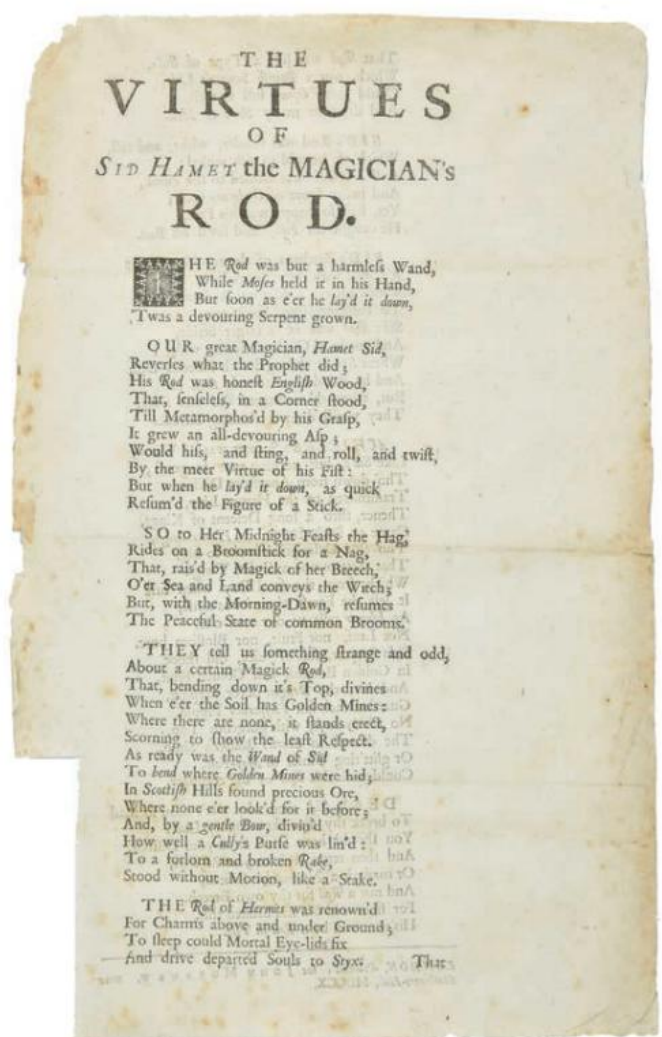 THE
VIRTUES
OF
SID HAMET the MAGICIAN's
ROD.
THE Rod was but a harmleſs Wand,
While Moſes held it in his Hand,
But ſoon as e'er he lay'd it down,
'Twas a devouring Serpent grown.
OUR great Magician, Hamet Sid,
Reverſes what the Prophet did;
His Rod was honeſt Engliſh Wood,
That, ſenſeleſs, in a Corner ſtood,
Till Metamorphos'd by his Graſp,
It grew an all-devouring Aſp;
Would hiſs, and ſting, and roll, and twiſt,
By the meer Virtue of his Fiſt:
But when he lay'd it down, as quick
Reſum'd the Figure of a Stick.
SO to Her Midnight Feaſts the Hag,
Rides on a Broomſtick for a Nag,
That, rais'd by Magick of her Breech,
O'er Sea and Land conveys the Witch;
But, with the Morning-Dawn, reſumes
The Peaceful State of common Brooms.
THEY tell us ſomething ſtrange and odd,
About a certain Magick Rod,
That, bending down it's Top, divines
When e'er the Soil has Golden Mines:
Where there are none, it ſtands erect,
Scorning to ſhow the leaſt Reſpect.
As ready was the Wand of Sid
To bend where Golden Mines were hid;
In Scottiſh Hills found precious Ore,
Where none e'er look'd for it before;
And, by a gentle Bow, divin'd
How well a Cully's Purſe was lin'd:
To a forlorn and broken Rake,
Stood without Motion, like a Stake.
THE Rod of Hermes was renown'd
For Charms above and under Ground;
To ſleep could Mortal Eye-lids fix
And drive departed Souls to Styx. That